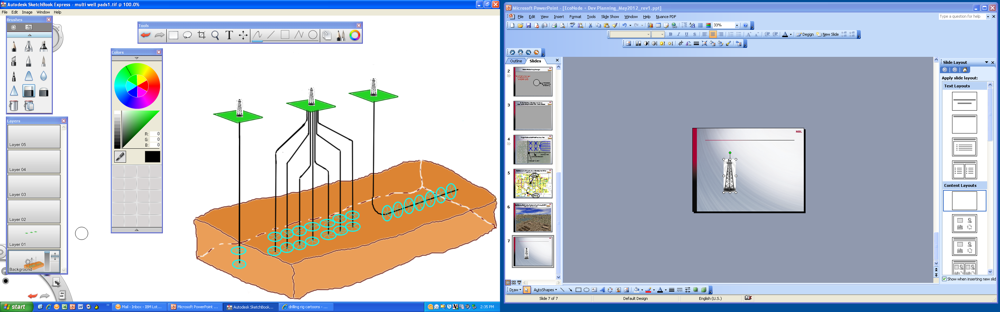 Autodesk SketchBook Express - multi well pads1.tif @ 100.0%
File Edit Image Window Help
Brushes
Tools
T
Colors
R: 0
G: 0
B: 0
Layers
Layer 05
Layer 04
Layer 03
Layer 02
Layer 01
Background
start
Mail - Inbox - IBM Lot...
Microsoft PowerPoint ...
Autodesk SketchBook...
drilling rig cartoons - ...
2:35 PM
Microsoft PowerPoint - [EcoNode + Dev Planning_May2012_rev1.ppt]
File Edit View Insert Format Tools Slide Show Window Help Nuance PDF
Type a question for help
33%
B I U S
Design
New Slide
Outline
Slides
2
3
4
5
6
7
NBL
Slide Layout
Apply slide layout:
Text Layouts
Content Layouts
Show when inserting new slid
Draw
AutoShapes
Slide 7 of 7
Default Design
English (U.S.)